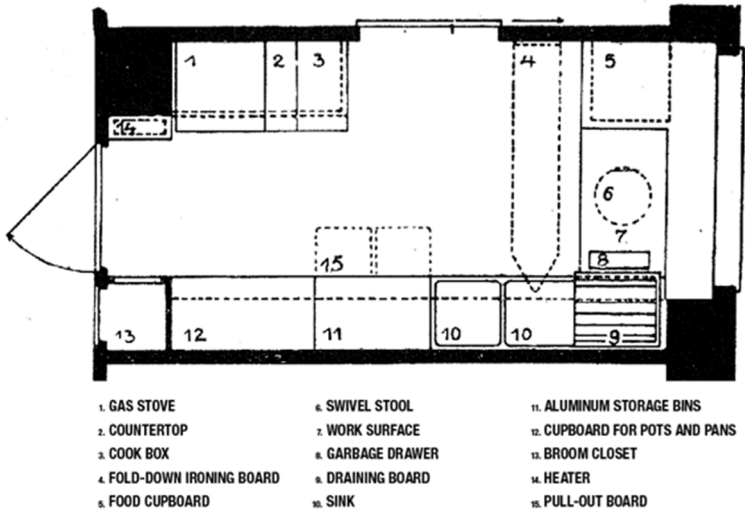 1 2 3 4 5
14
6
7
15 8
13 12 11 10 10 9
1. GAS STOVE
2. COUNTERTOP
3. COOK BOX
4. FOLD-DOWN IRONING BOARD
5. FOOD CUPBOARD
6. SWIVEL STOOL
7. WORK SURFACE
8. GARBAGE DRAWER
9. DRAINING BOARD
10. SINK
11. ALUMINUM STORAGE BINS
12. CUPBOARD FOR POTS AND PANS
13. BROOM CLOSET
14. HEATER
15. PULL-OUT BOARD